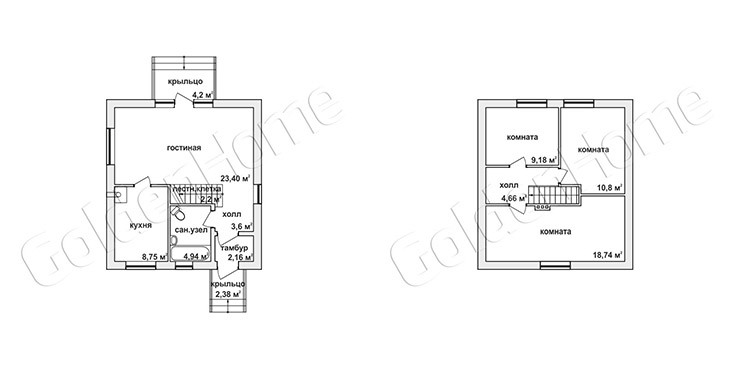 крыльцо
4,2 м²
гостиная
23,40 м²
лестн.клетка
2,2 м²
холл
3,6 м²
кухня
8,75 м²
сан.узел
4,94 м²
тамбур
2,16 м²
крыльцо
2,38 м²
GoldenHome
комната
9,18 м²
комната
10,8 м²
холл
4,66 м²
комната
18,74 м²
GoldenHome